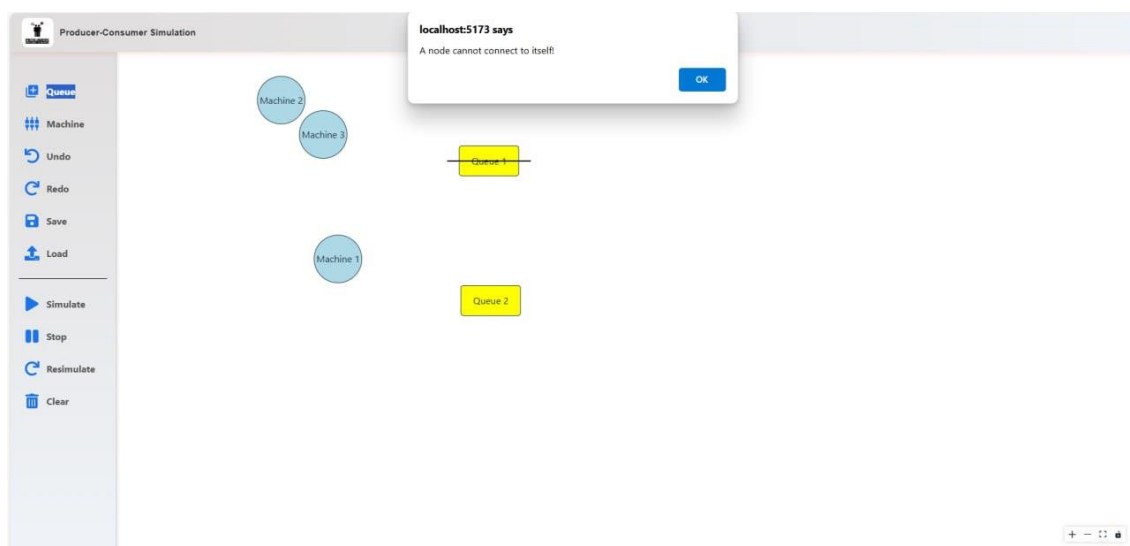 Producer-Consumer Simulation
localhost:5173 says
A node cannot connect to itself!
OK
Queue
Machine
Undo
Redo
Save
Load
Simulate
Stop
Resimulate
Clear
Machine 2
Machine 3
Queue 1
Machine 1
Queue 2